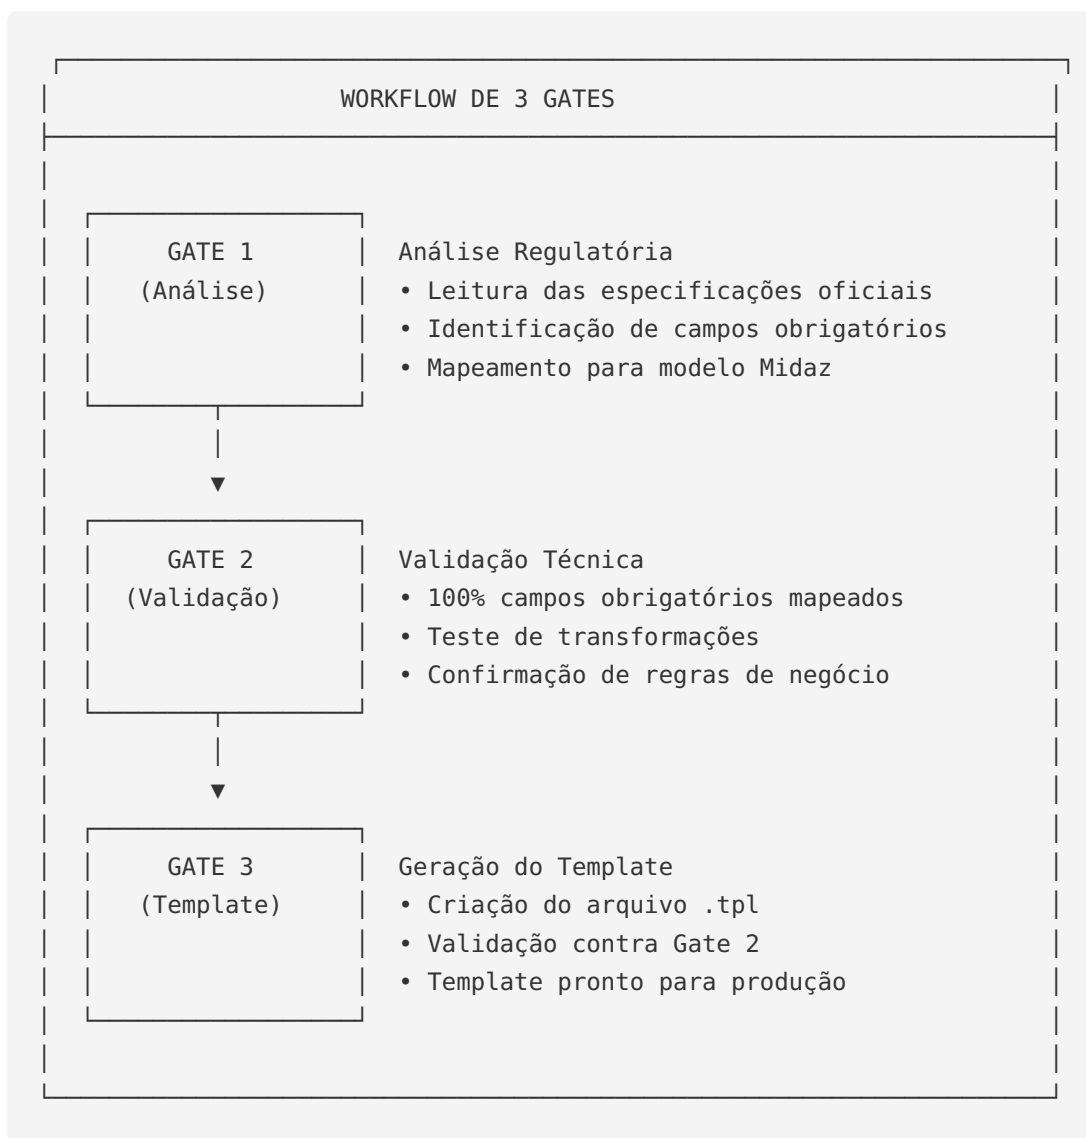 WORKFLOW DE 3 GATES
GATE 1 Análise Regulatória
(Análise) • Leitura das especificações oficiais
• Identificação de campos obrigatórios
• Mapeamento para modelo Midaz
GATE 2 Validação Técnica
(Validação) • 100% campos obrigatórios mapeados
• Teste de transformações
• Confirmação de regras de negócio
GATE 3 Geração do Template
(Template) • Criação do arquivo .tpl
• Validação contra Gate 2
• Template pronto para produção